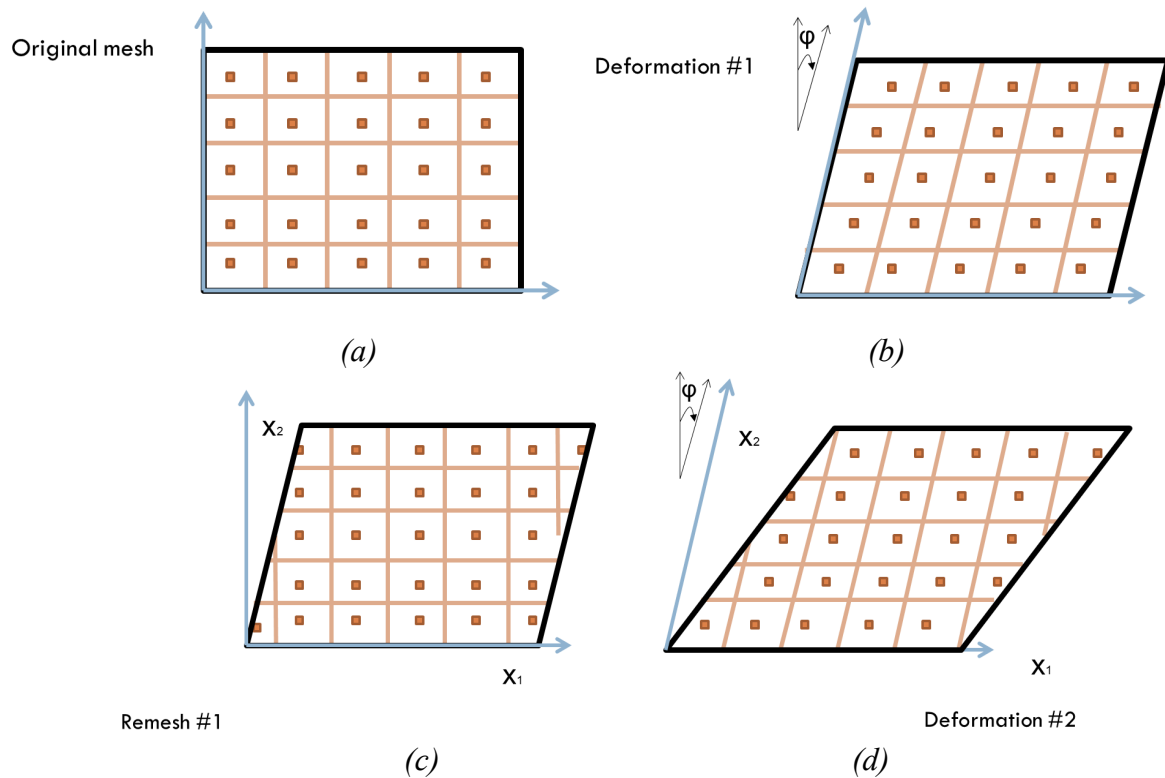 Original mesh
φ
Deformation #1
(a)
(b)
X₂
X₁
Remesh #1
(c)
φ
X₂
X₁
Deformation #2
(d)